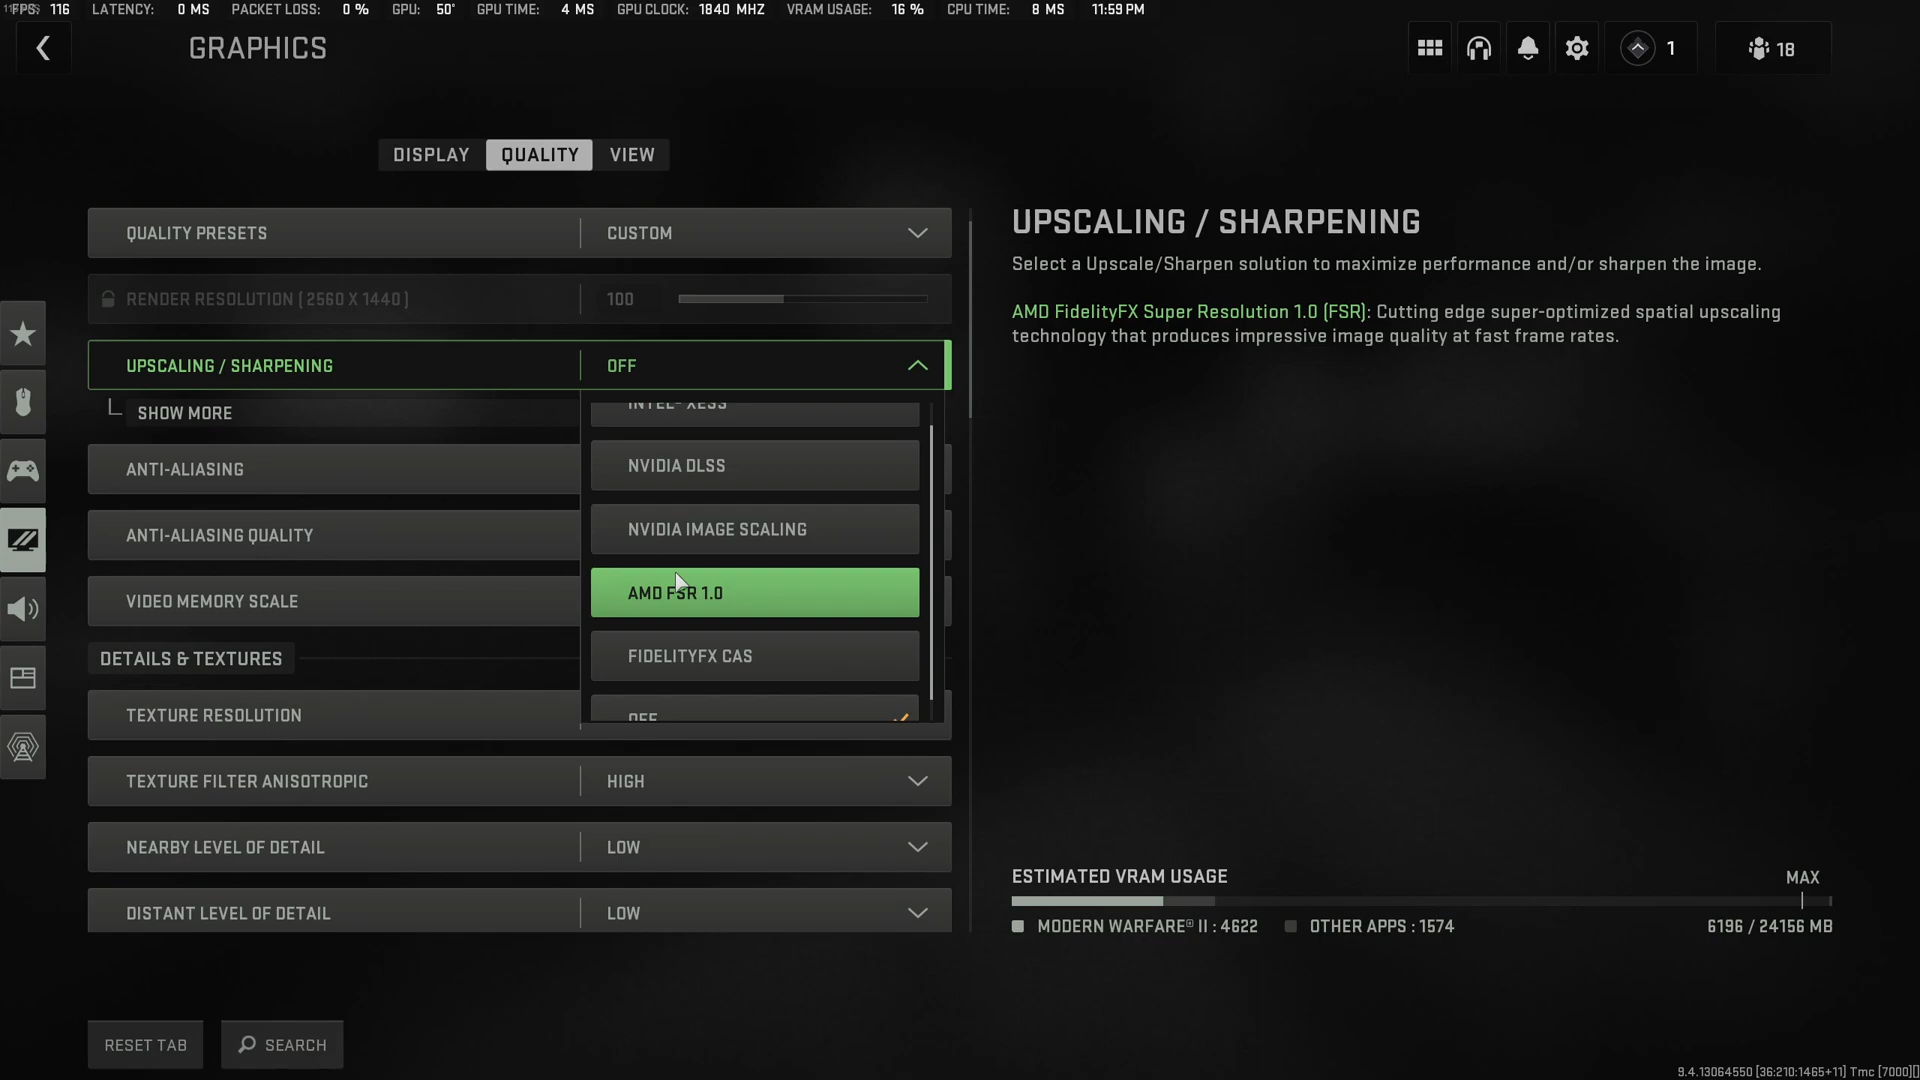 FPS: 116 LATENCY: 0 MS PACKET LOSS: 0 % GPU: 50° GPU TIME: 4 MS GPU CLOCK: 1840 MHZ VRAM USAGE: 16 % CPU TIME: 8 MS 11:59 PM
GRAPHICS
1
18
DISPLAY QUALITY VIEW
QUALITY PRESETS CUSTOM
RENDER RESOLUTION [ 2560 X 1440 ] 100
UPSCALING / SHARPENING OFF
SHOW MORE
INTEL® XESS
NVIDIA DLSS
NVIDIA IMAGE SCALING
AMD FSR 1.0
FIDELITYFX CAS
OFF
ANTI-ALIASING
ANTI-ALIASING QUALITY
VIDEO MEMORY SCALE
DETAILS & TEXTURES
TEXTURE RESOLUTION
TEXTURE FILTER ANISOTROPIC HIGH
NEARBY LEVEL OF DETAIL LOW
DISTANT LEVEL OF DETAIL LOW
UPSCALING / SHARPENING
Select a Upscale/Sharpen solution to maximize performance and/or sharpen the image.
AMD FidelityFX Super Resolution 1.0 (FSR): Cutting edge super-optimized spatial upscaling
technology that produces impressive image quality at fast frame rates.
ESTIMATED VRAM USAGE MAX
MODERN WARFARE® II : 4622 OTHER APPS : 1574 6196 / 24156 MB
RESET TAB SEARCH
9.4.13064550 [36:210:1465+11] Tmc [7000][]